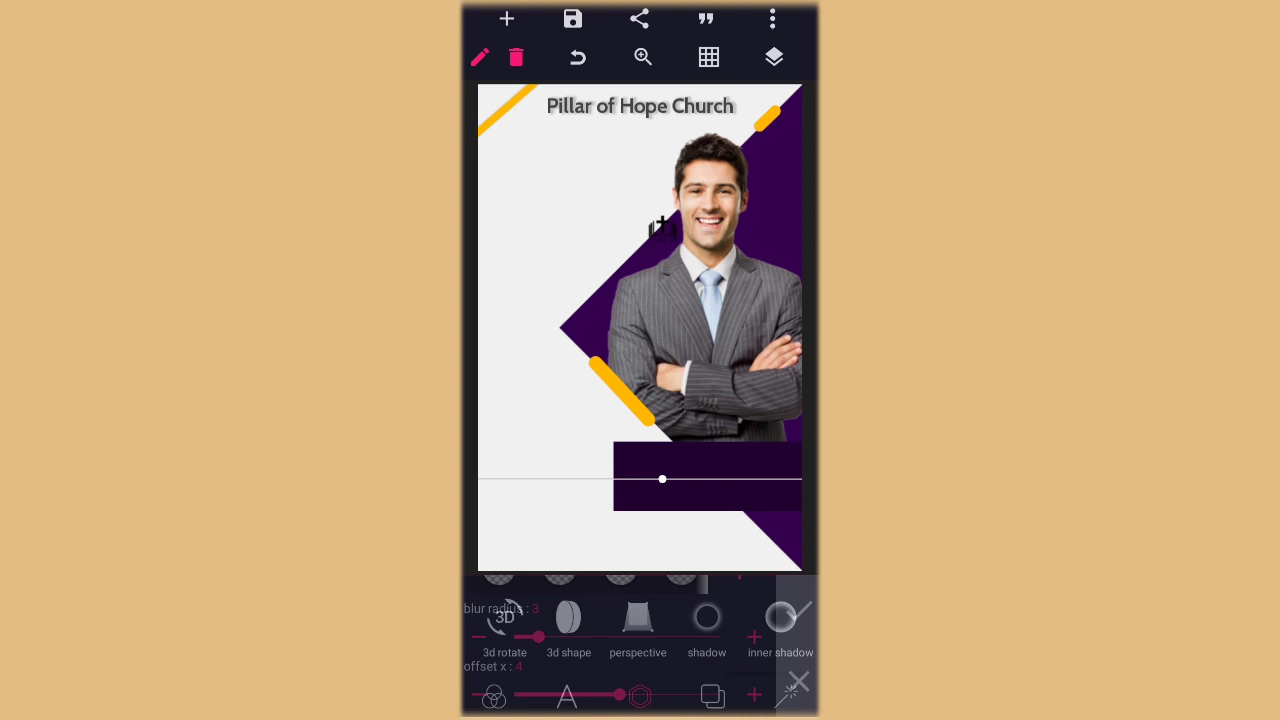 Pillar of Hope Church
blur radius : 3
3D
3d rotate
3d shape
perspective
shadow
inner shadow
offset x : 4